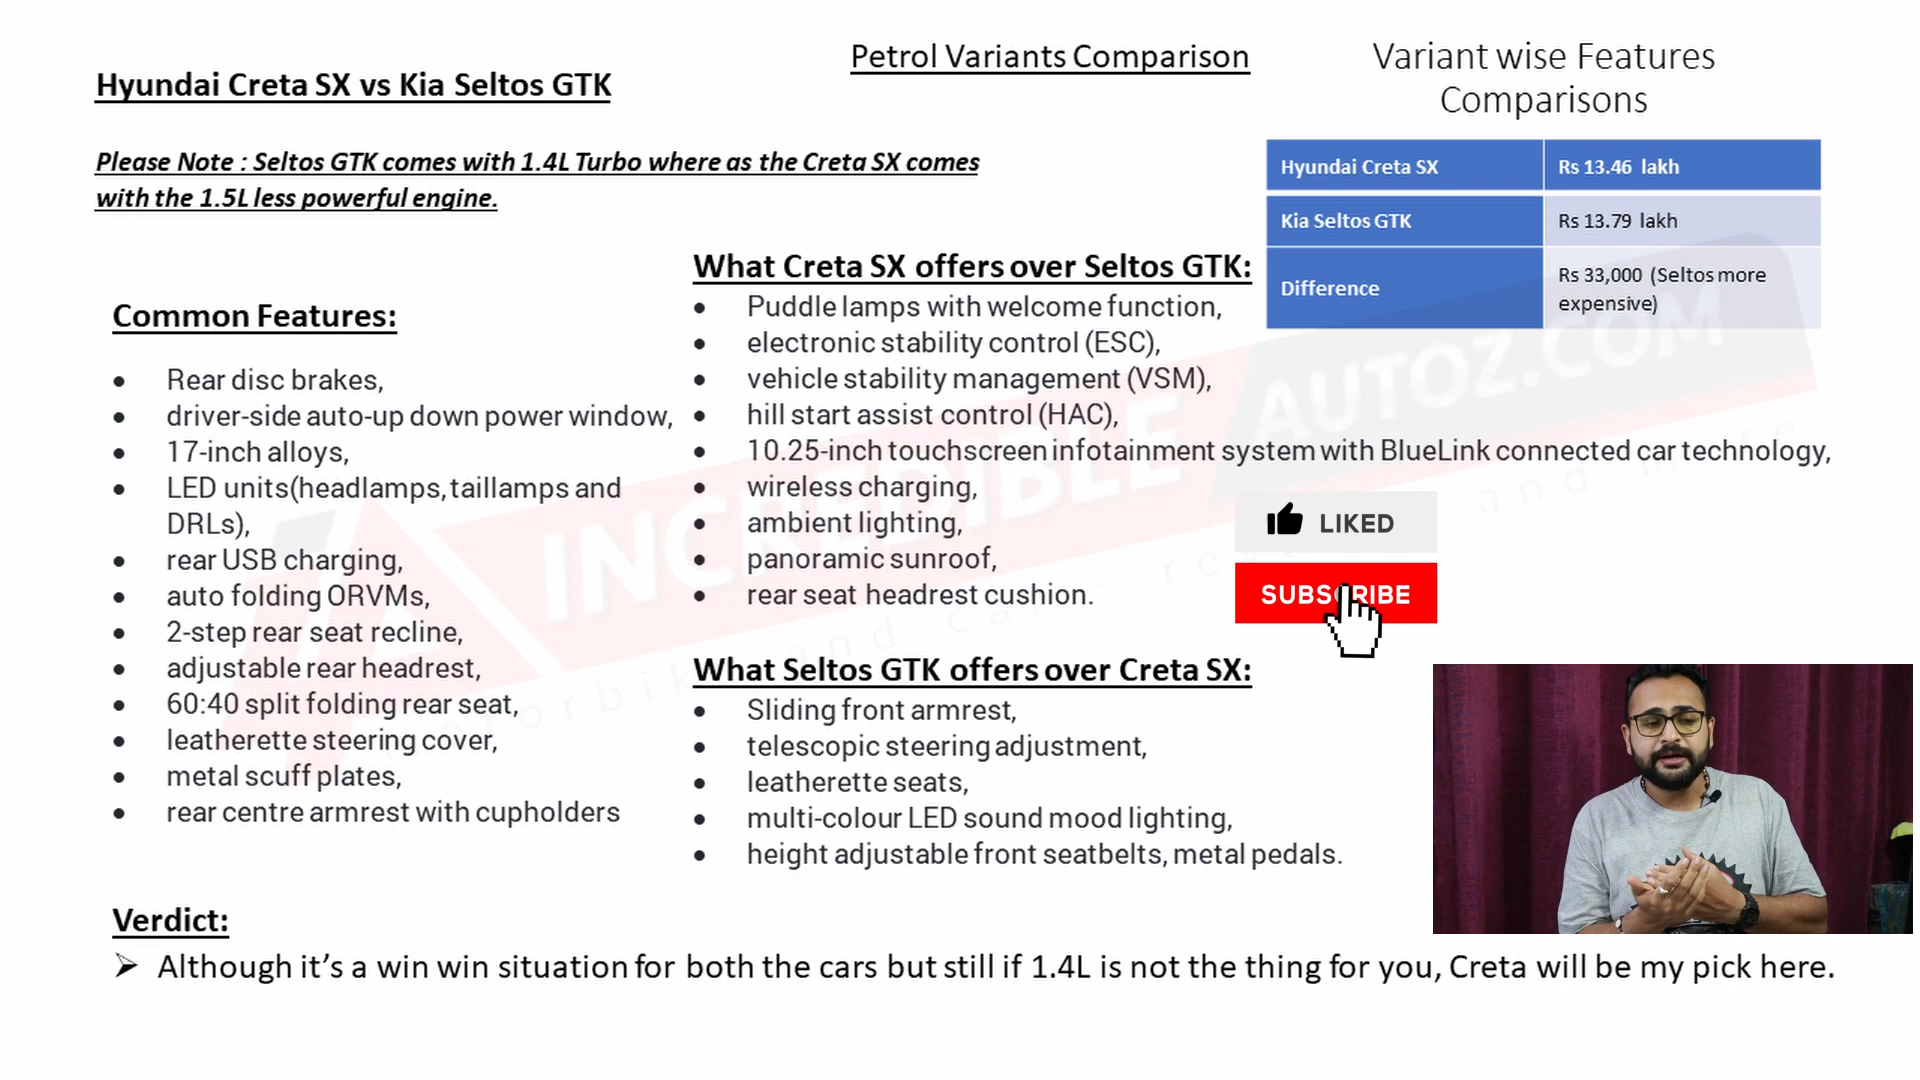 Hyundai Creta SX vs Kia Seltos GTK
Petrol Variants Comparison
Variant wise Features
Comparisons
Please Note : Seltos GTK comes with 1.4L Turbo where as the Creta SX comes
with the 1.5L less powerful engine.
Hyundai Creta SX Rs 13.46 lakh
Kia Seltos GTK Rs 13.79 lakh
Difference Rs 33,000 (Seltos more
expensive)
Common Features:
Rear disc brakes,
driver-side auto-up down power window,
17-inch alloys,
LED units(headlamps, taillamps and
DRLs),
rear USB charging,
auto folding ORVMs,
2-step rear seat recline,
adjustable rear headrest,
60:40 split folding rear seat,
leatherette steering cover,
metal scuff plates,
rear centre armrest with cupholders
What Creta SX offers over Seltos GTK:
Puddle lamps with welcome function,
electronic stability control (ESC),
vehicle stability management (VSM),
hill start assist control (HAC),
10.25-inch touchscreen infotainment system with BlueLink connected car technology,
wireless charging,
ambient lighting,
panoramic sunroof,
rear seat headrest cushion.
LIKED
SUBSCRIBE
What Seltos GTK offers over Creta SX:
Sliding front armrest,
telescopic steering adjustment,
leatherette seats,
multi-colour LED sound mood lighting,
height adjustable front seatbelts, metal pedals.
Verdict:
Although it's a win win situation for both the cars but still if 1.4L is not the thing for you, Creta will be my pick here.
INCREDIBLE AUTOZ.COM